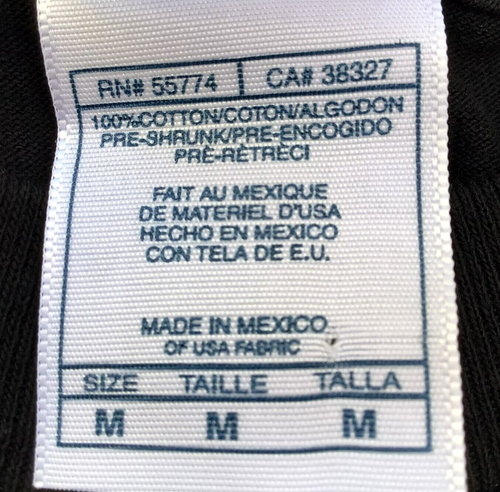 RN# 55774 CA# 38327
100%COTTON/COTON/ALGODON
PRE-SHRUNK/PRE-ENCOGIDO
PRÉ-RÉTRÉCI
FAIT AU MEXIQUE
DE MATERIEL D'USA
HECHO EN MEXICO
CON TELA DE E.U.
MADE IN MEXICO
OF USA FABRIC
SIZE TAILLE TALLA
M M M